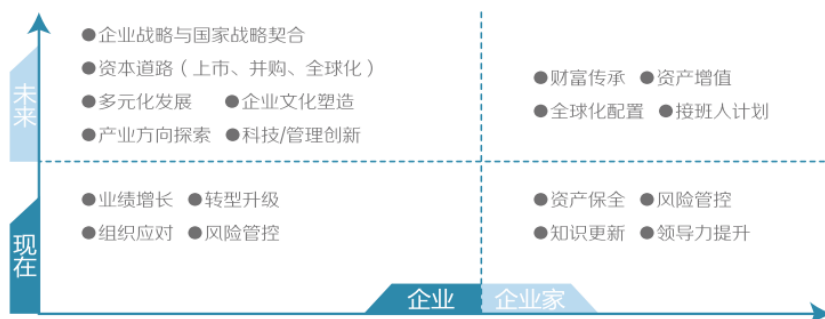 未来
●企业战略与国家战略契合
●资本道路（上市、并购、全球化）
●多元化发展 ●企业文化塑造
●产业方向探索 ●科技/管理创新
●财富传承 ●资产增值
●全球化配置 ●接班人计划
现在
●业绩增长 ●转型升级
●组织应对 ●风险管控
●资产保全 ●风险管控
●知识更新 ●领导力提升
企业
企业家